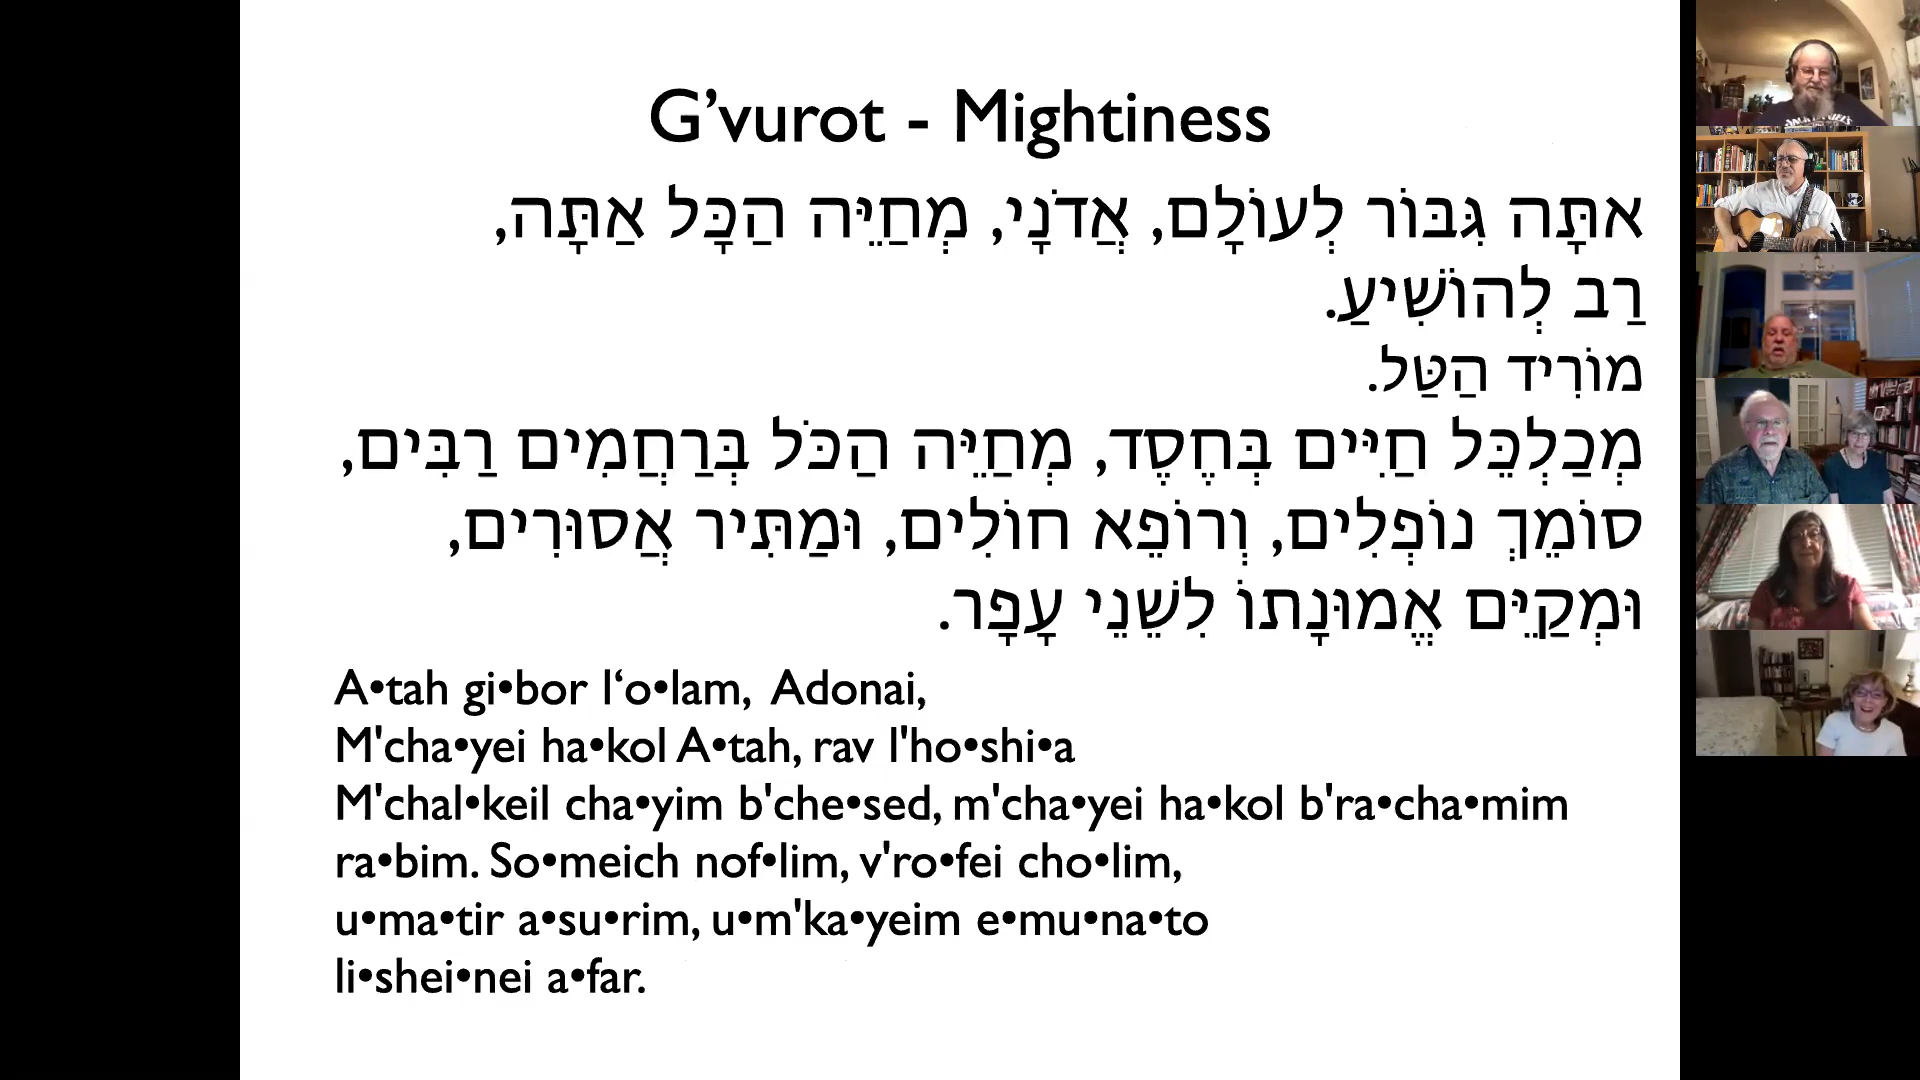 G’vurot - Mightiness
אתָּה גִּבּוֹר לְעוֹלָם, אֲדֹנָי, מְחַיֵּה הַכָּל אַתָּה,
רַב לְהוֹשִׁיעַ.
מוֹרִיד הַטַּל.
מְכַלְכֵּל חַיִּים בְּחֶסֶד, מְחַיֵּה הַכֹּל בְּרַחֲמִים רַבִּים,
סוֹמֵךְ נוֹפְלִים, וְרוֹפֵא חוֹלִים, וּמַתִּיר אֲסוּרִים,
וּמְקַיֵּם אֱמוּנָתוֹ לִשֵׁנֵי עָפָר.
A•tah gi•bor l‘o•lam, Adonai,
M'cha•yei ha•kol A•tah, rav l'ho•shi•a
M'chal•keil cha•yim b'che•sed, m'cha•yei ha•kol b'ra•cha•mim
ra•bim. So•meich nof•lim, v'ro•fei cho•lim,
u•ma•tir a•su•rim, u•m'ka•yeim e•mu•na•to
li•shei•nei a•far.